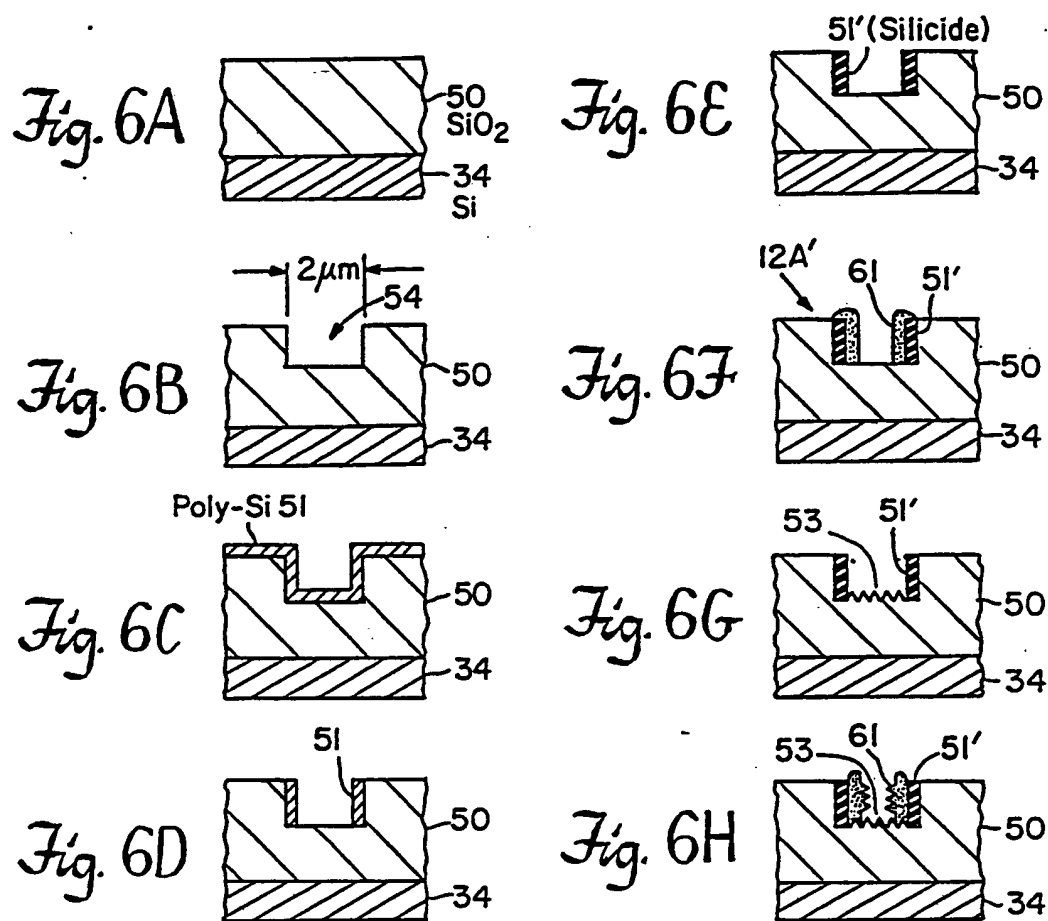 Fig. 6A
50
SiO2
34
Si
Fig. 6B
2μm
54
50
34
Fig. 6C
Poly-Si 51
50
34
Fig. 6D
51
50
34
Fig. 6E
51' (Silicide)
50
34
Fig. 6F
12A'
61
51'
50
34
Fig. 6G
53
51'
50
34
Fig. 6H
53
61
51'
50
34